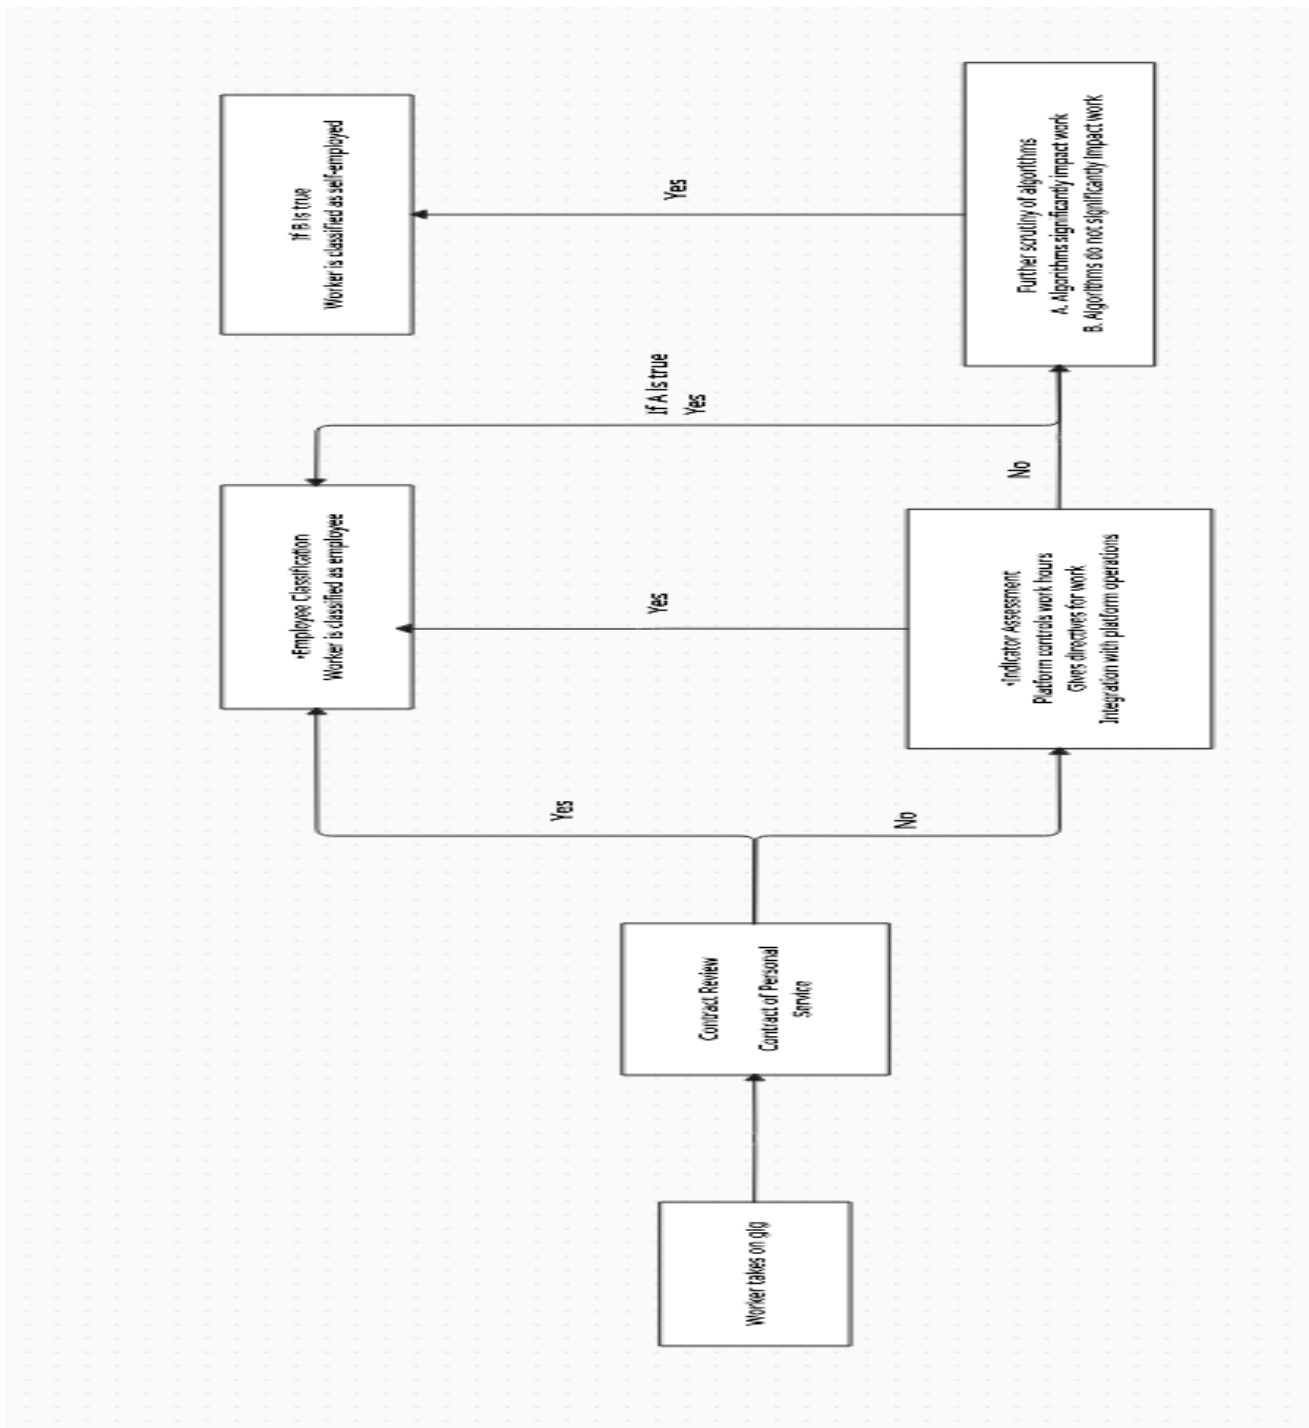 Worker takes on gig
Contract Review
Contract of Personal
Service
Yes
No
•Employee Classification
Worker is classified as employee
Yes
•Indicator Assessment
Platform controls work hours
Gives directives for work
Integration with platform operations
No
If A is true
Yes
If B is true
Worker is classified as self-employed
Yes
Further scrutiny of algorithms
A. Algorithms significantly impact work
B. Algorithms do not significantly impact work